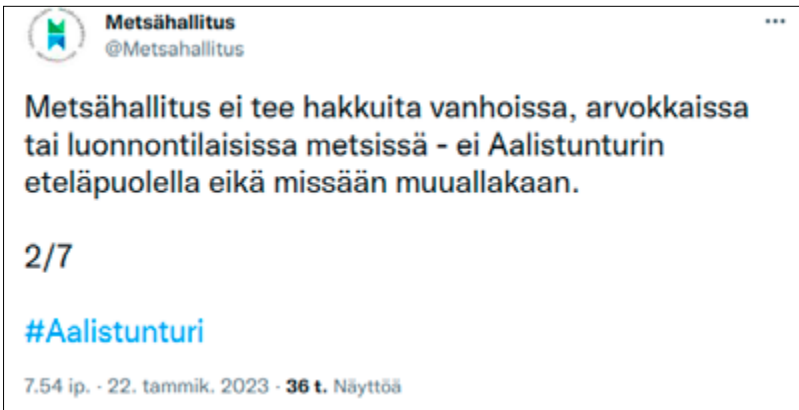 Metsähallitus
@Metsahallitus
...
Metsähallitus ei tee hakkuita vanhoissa, arvokkaissa
tai luonnontilaisissa metsissä - ei Aalistunturin
eteläpuolella eikä missään muuallakaan.
2/7
#Aalistunturi
7.54 ip. · 22. tammik. 2023 · 36 t. Näyttöä